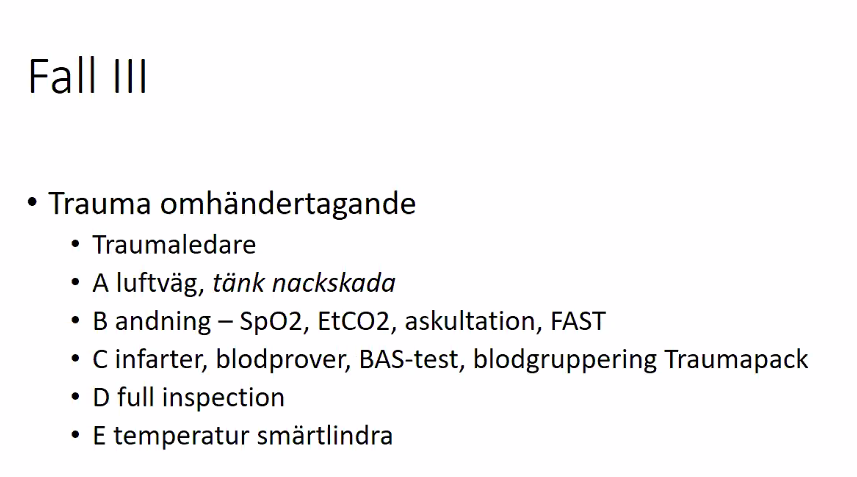 Fall III
• Trauma omhändertagande
• Traumaledare
• A luftväg, tänk nackskada
• B andning – SpO2, EtCO2, askultation, FAST
• C infarter, blodprover, BAS-test, blodgruppering Traumapack
• D full inspection
• E temperatur smärtlindra